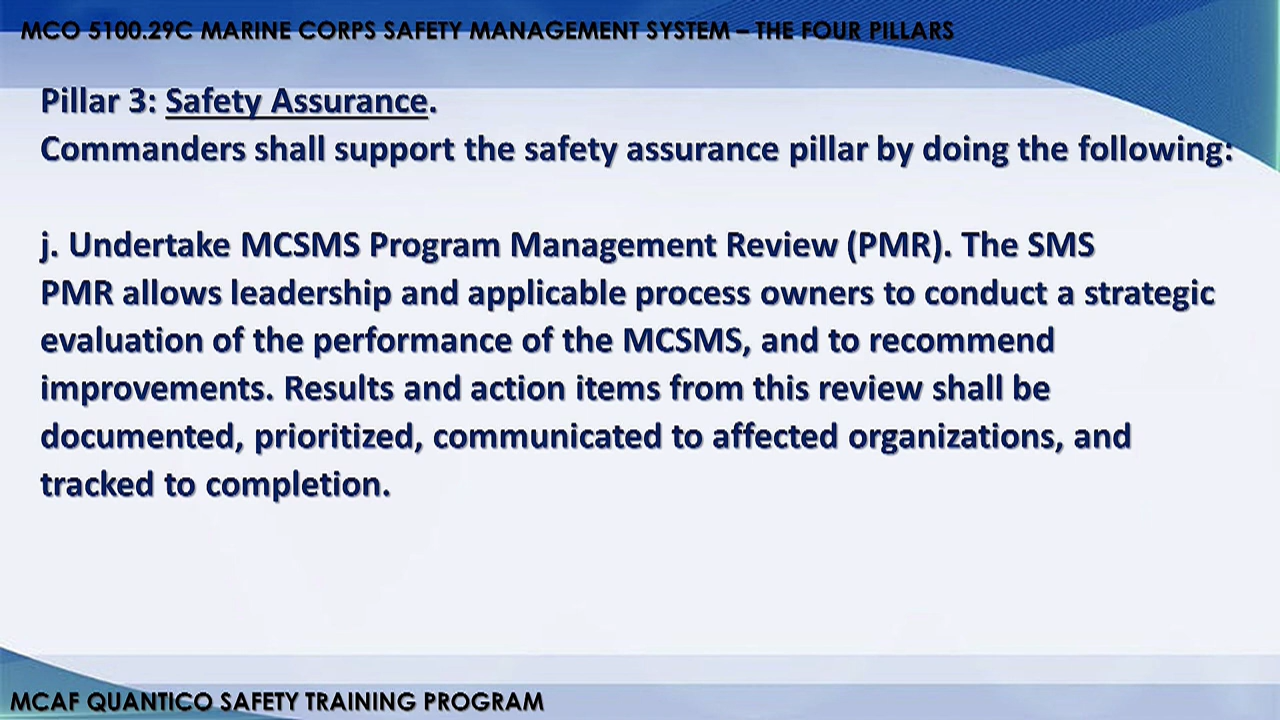 MCO 5100.29C MARINE CORPS SAFETY MANAGEMENT SYSTEM – THE FOUR PILLARS
Pillar 3: Safety Assurance.
Commanders shall support the safety assurance pillar by doing the following:
j. Undertake MCSMS Program Management Review (PMR). The SMS
PMR allows leadership and applicable process owners to conduct a strategic
evaluation of the performance of the MCSMS, and to recommend
improvements. Results and action items from this review shall be
documented, prioritized, communicated to affected organizations, and
tracked to completion.
MCAF QUANTICO SAFETY TRAINING PROGRAM